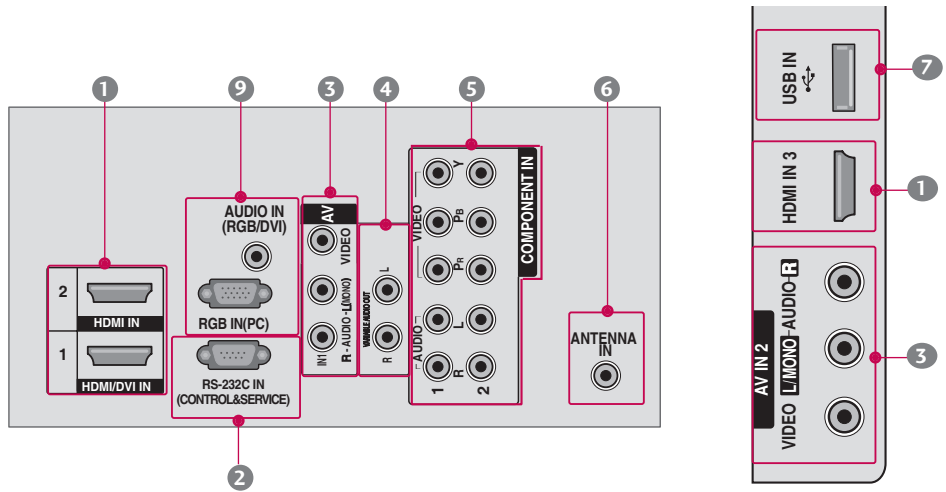 1
9
3
4
5
6
2
HDMI IN
1
HDMI/DVI IN
AUDIO IN
(RGB/DVI)
RGB IN(PC)
RS-232C IN
(CONTROL&SERVICE)
2
AV
VIDEO
R - AUDIO - L(MONO)
IN1
VARIABLE AUDIO OUT
L
R
COMPONENT IN
VIDEO
Y
PB
PR
AUDIO
L
R
1
2
ANTENNA
IN
USB IN
7
HDMI IN 3
1
AV IN 2
VIDEO L/MONO-AUDIO-R
3